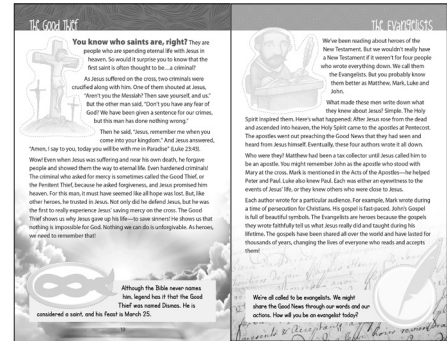 The Good Thief
You know who saints are, right? They are
people who are spending eternal life with Jesus in
heaven. So would it surprise you to know that the
first saint is often thought to be…a criminal?
As Jesus suffered on the cross, two criminals were
crucified along with him. One of them shouted at Jesus,
"Aren't you the Messiah? Then save yourself, and us."
But the other man said, "Don't you have any fear of
God? We have been given a sentence for our crimes,
but this man has done nothing wrong."
Then he said, "Jesus, remember me when you
come into your kingdom." And Jesus answered,
"Amen, I say to you, today you will be with me in Paradise" (Luke 23:43).
Wow! Even when Jesus was suffering and near his own death, he forgave
people and showed them the way to eternal life. Even hardened criminals!
The criminal who asked for mercy is sometimes called the Good Thief, or
the Penitent Thief, because he asked forgiveness, and Jesus promised him
heaven. For this man, it must have seemed like all hope was lost. But, like
other heroes, he trusted in Jesus. Not only did he defend Jesus, but he was
the first to really experience Jesus' saving mercy on the cross. The Good
Thief shows us why Jesus gave up his life—to save sinners! He shows us that
nothing is impossible for God. Nothing we can do is unforgivable. As heroes,
we need to remember that!
Although the Bible never names
him, legend has it that the Good
Thief was named Dismas. He is
considered a saint, and his feast is March 25.
The Evangelists
We've been reading about heroes of the
New Testament. But we wouldn't really have
a New Testament if it weren't for four people
who wrote everything down. We call them
the Evangelists. But you probably know
them better as Matthew, Mark, Luke and
John.
What made these men write down what
they knew about Jesus? Simple. The Holy
Spirit inspired them. Here's what happened: After Jesus rose from the dead
and ascended into heaven, the Holy Spirit came to the apostles at Pentecost.
The apostles went out preaching the Good News that they had seen and
heard from Jesus himself. Eventually, these four authors wrote it all down.
Who were they? Matthew had been a tax collector until Jesus called him to
be an apostle. You might remember John as the apostle who stood with
Mary at the cross. Mark is mentioned in the Acts of the Apostles—he helped
Peter and Paul. Luke also knew Paul. Each was either an eyewitness to the
events of Jesus' life, or they knew others who were close to Jesus.
Each author wrote for a particular audience. For example, Mark wrote during
a time of persecution for Christians. His gospel is fast-paced. John's Gospel
is full of beautiful symbols. The Evangelists are heroes because the gospels
they wrote faithfully tell us what Jesus really did and taught during his
lifetime. The gospels have been shared all over the world and have lasted for
thousands of years, changing the lives of everyone who reads and accepts
them!
We're all called to be evangelists. We might
share the Good News through our words and our
actions. How will you be an evangelist today?